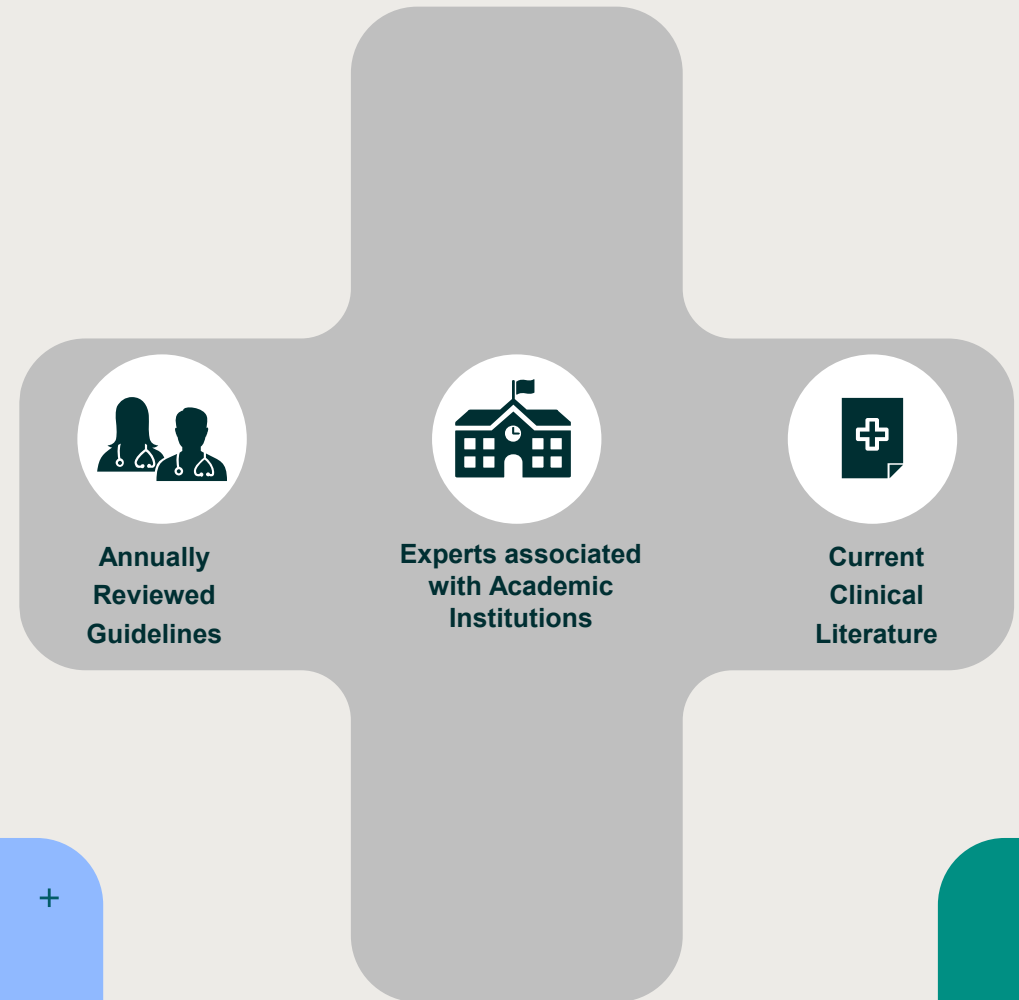 Annually
Reviewed
Guidelines
Experts associated
with Academic
Institutions
Current
Clinical
Literature
+